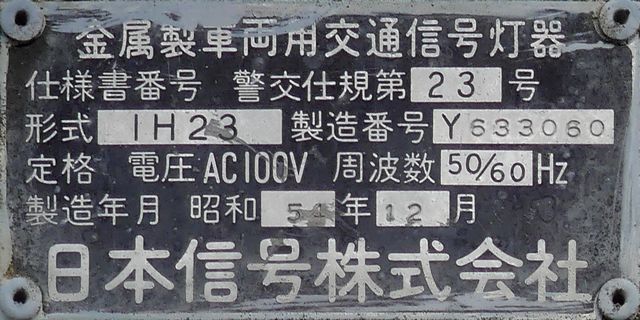 金属製車両用交通信号灯器
仕様書番号 警交仕規第 23 号
形式 1H23 製造番号 Y633060
定格 電圧 AC100V 周波数 50/60 Hz
製造年月 昭和 54 年 12 月
日本信号株式会社